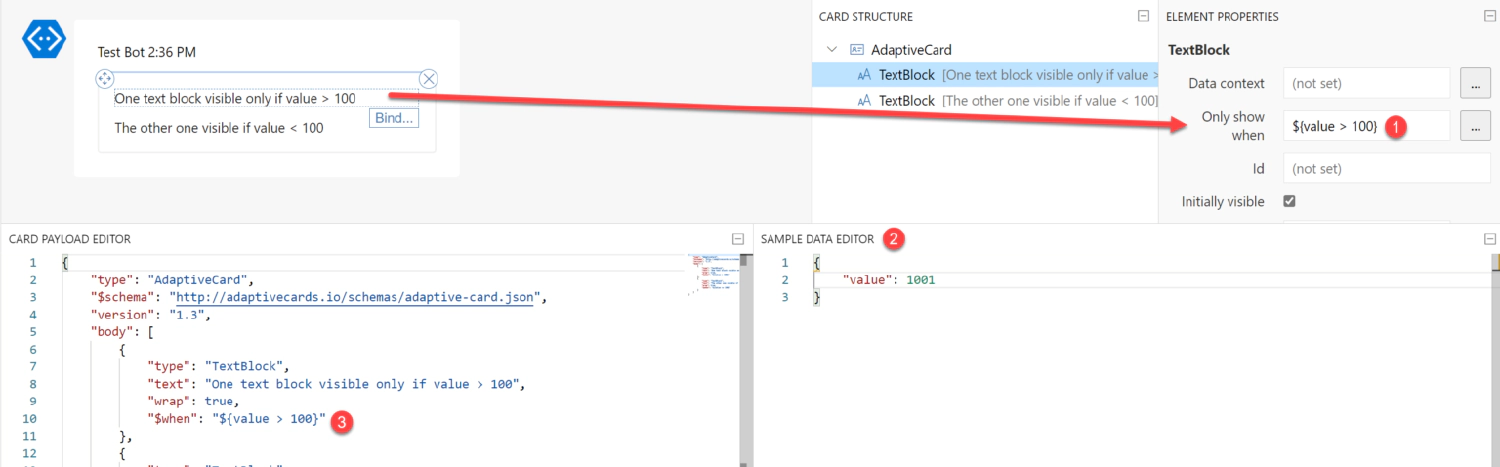 Test Bot 2:36 PM
One text block visible only if value > 100
Bind...
The other one visible if value < 100
CARD STRUCTURE
AdaptiveCard
TextBlock [One text block visible only if value >
TextBlock [The other one visible if value < 100]
ELEMENT PROPERTIES
TextBlock
Data context (not set) ...
Only show when ${value > 100} 1 ...
Id (not set)
Initially visible
CARD PAYLOAD EDITOR
1 {
2 "type": "AdaptiveCard",
3 "$schema": "http://adaptivecards.io/schemas/adaptive-card.json",
4 "version": "1.3",
5 "body": [
6 {
7 "type": "TextBlock",
8 "text": "One text block visible only if value > 100",
9 "wrap": true,
10 "$when": "${value > 100}" 3
11 },
12 {
SAMPLE DATA EDITOR 2
1 {
2 "value": 1001
3 }